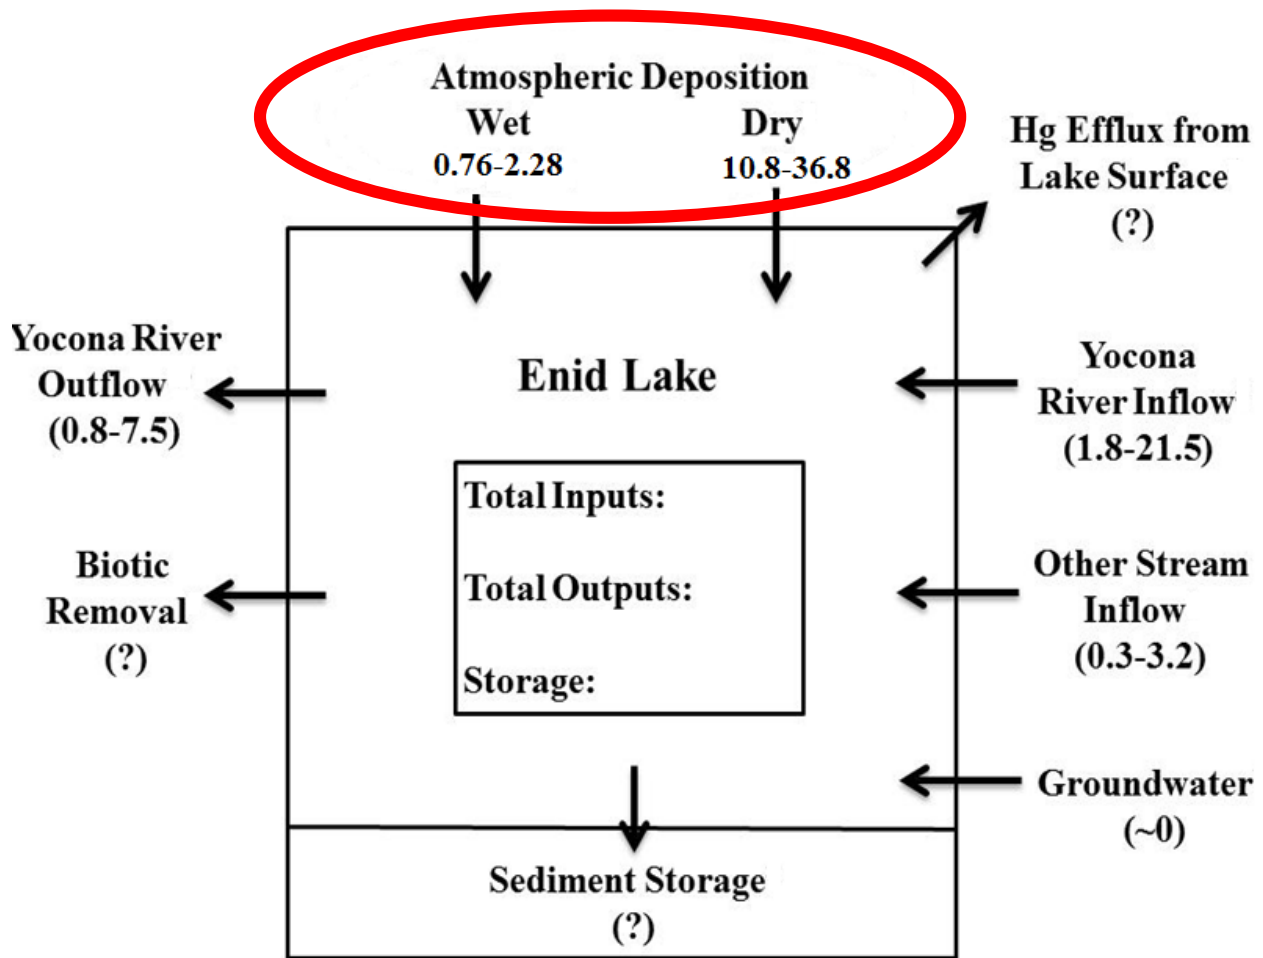 Atmospheric Deposition
Wet
Dry
0.76-2.28
10.8-36.8
Hg Efflux from
Lake Surface
(?)
Yocona River
Outflow
(0.8-7.5)
Enid Lake
Yocona
River Inflow
(1.8-21.5)
Total Inputs:
Total Outputs:
Storage:
Biotic
Removal
(?)
Other Stream
Inflow
(0.3-3.2)
Groundwater
(~0)
Sediment Storage
(?)